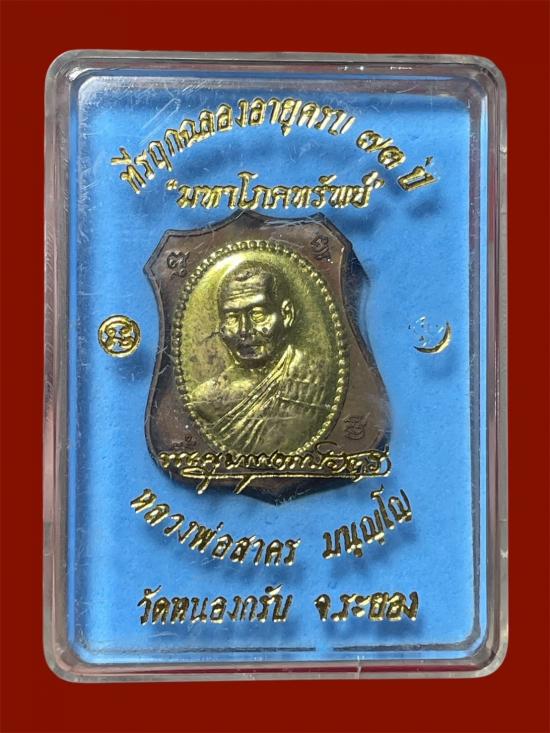 ที่ระฤกฉลองอายุครบ ๗๓ ปี
"มหาโภคทรัพย์"
หลวงพ่อสาคร มนุญฺโญ
วัดหนองกรับ จ.ระยอง